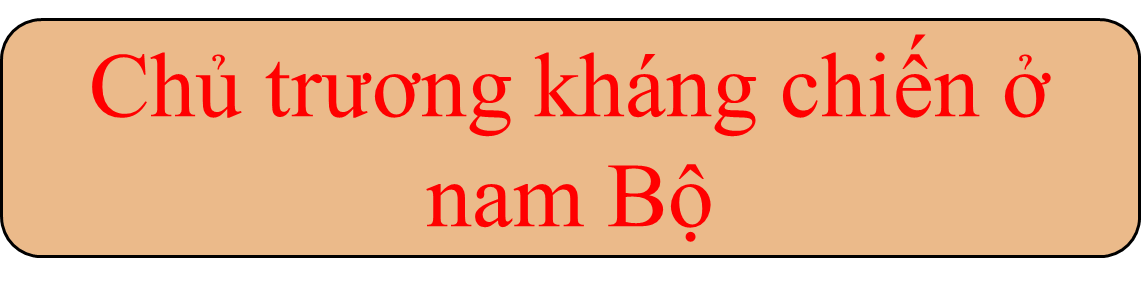 Chủ trương kháng chiến ở
nam Bộ